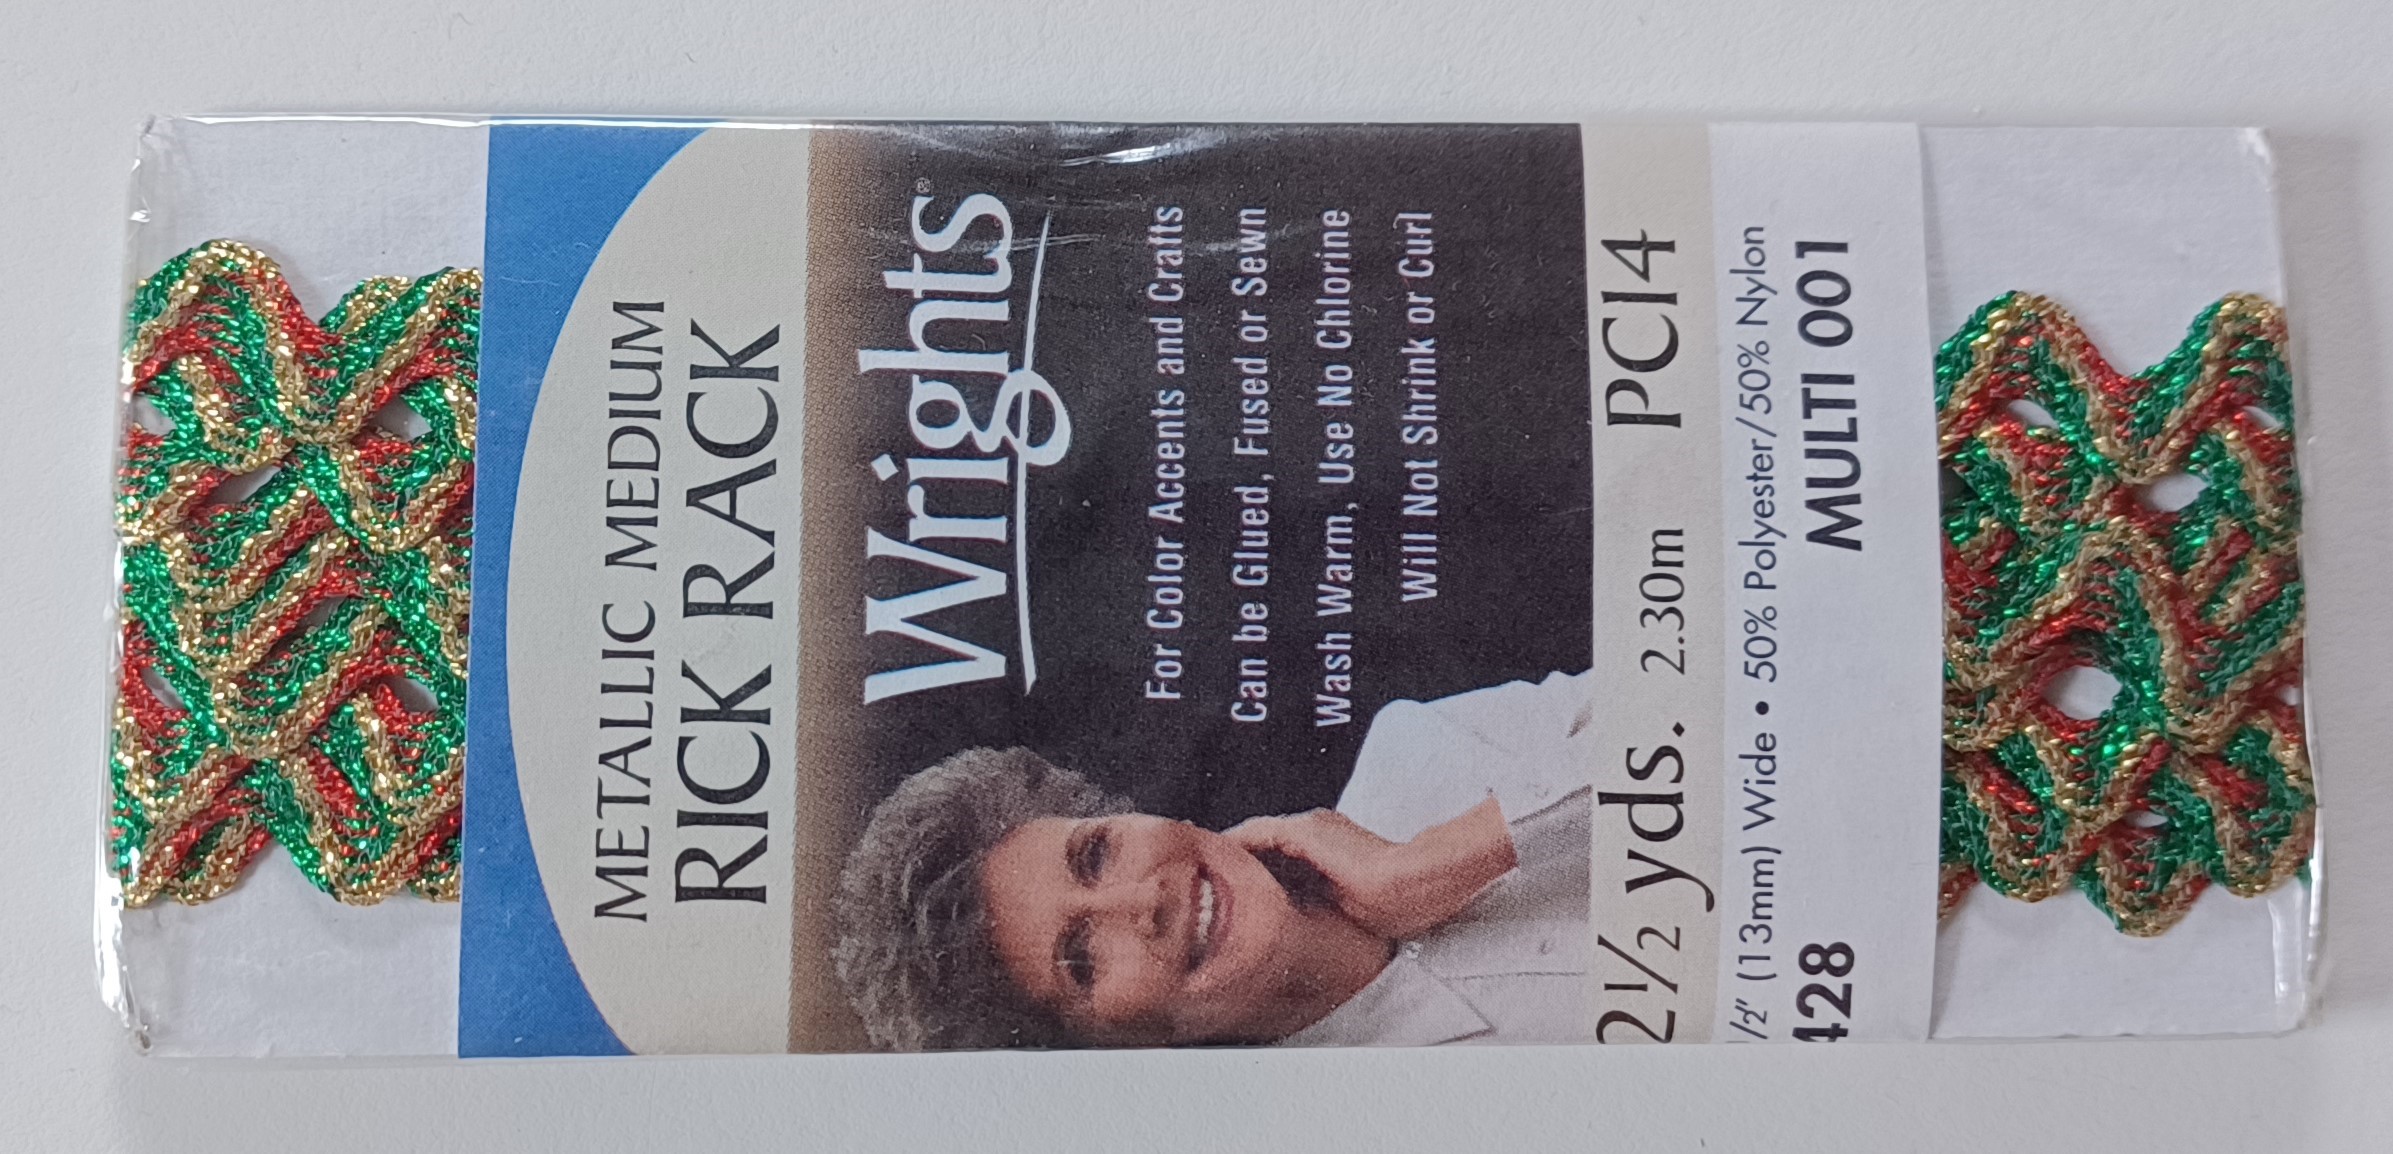 METALLIC MEDIUM
RICK RACK
Wrights®
For Color Accents and Crafts
Can be Glued, Fused or Sewn
Wash Warm, Use No Chlorine
Will Not Shrink or Curl
2½ yds. 2.30m PC14
1/2" (13mm) Wide • 50% Polyester/50% Nylon
428 MULTI 001